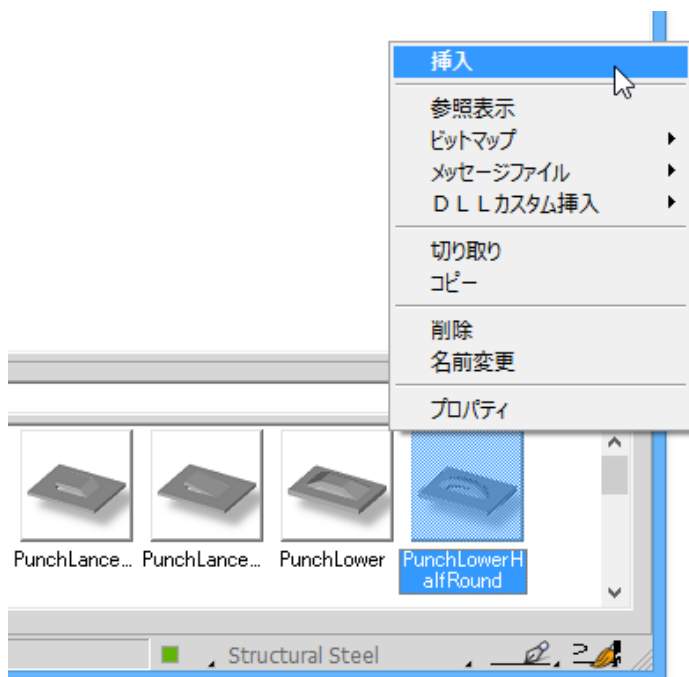 挿入
参照表示
ビットマップ
メッセージファイル
ＤＬＬカスタム挿入
切り取り
コピー
削除
名前変更
プロパティ
PunchLance...
PunchLance...
PunchLower
PunchLowerH
alfRound
Structural Steel